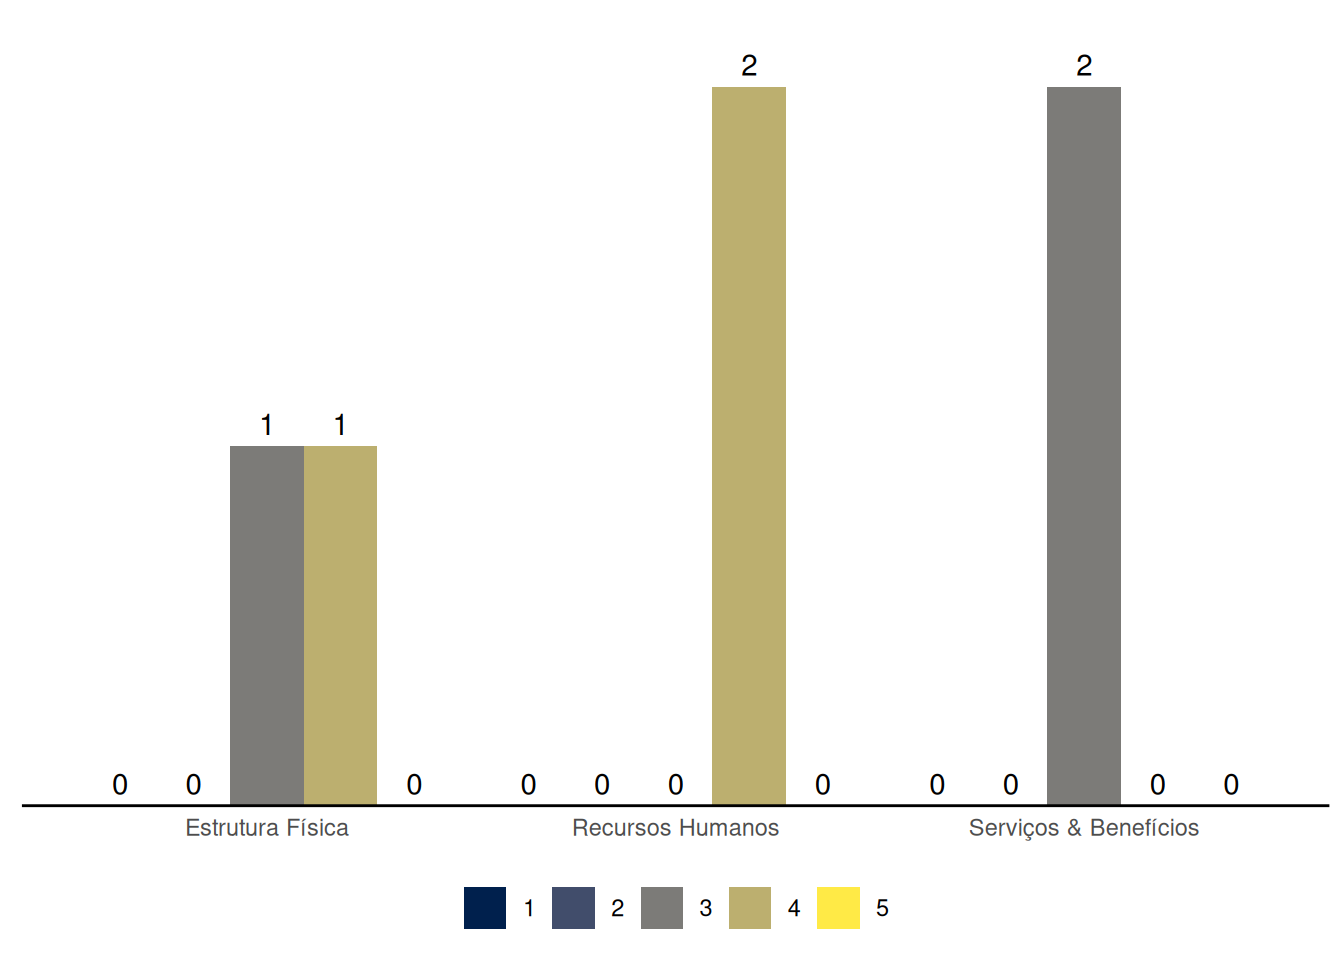 2 2
1 1
0 0 0 0 0 0 0 0 0 0 0
Estrutura Física Recursos Humanos Serviços & Benefícios
1 2 3 4 5